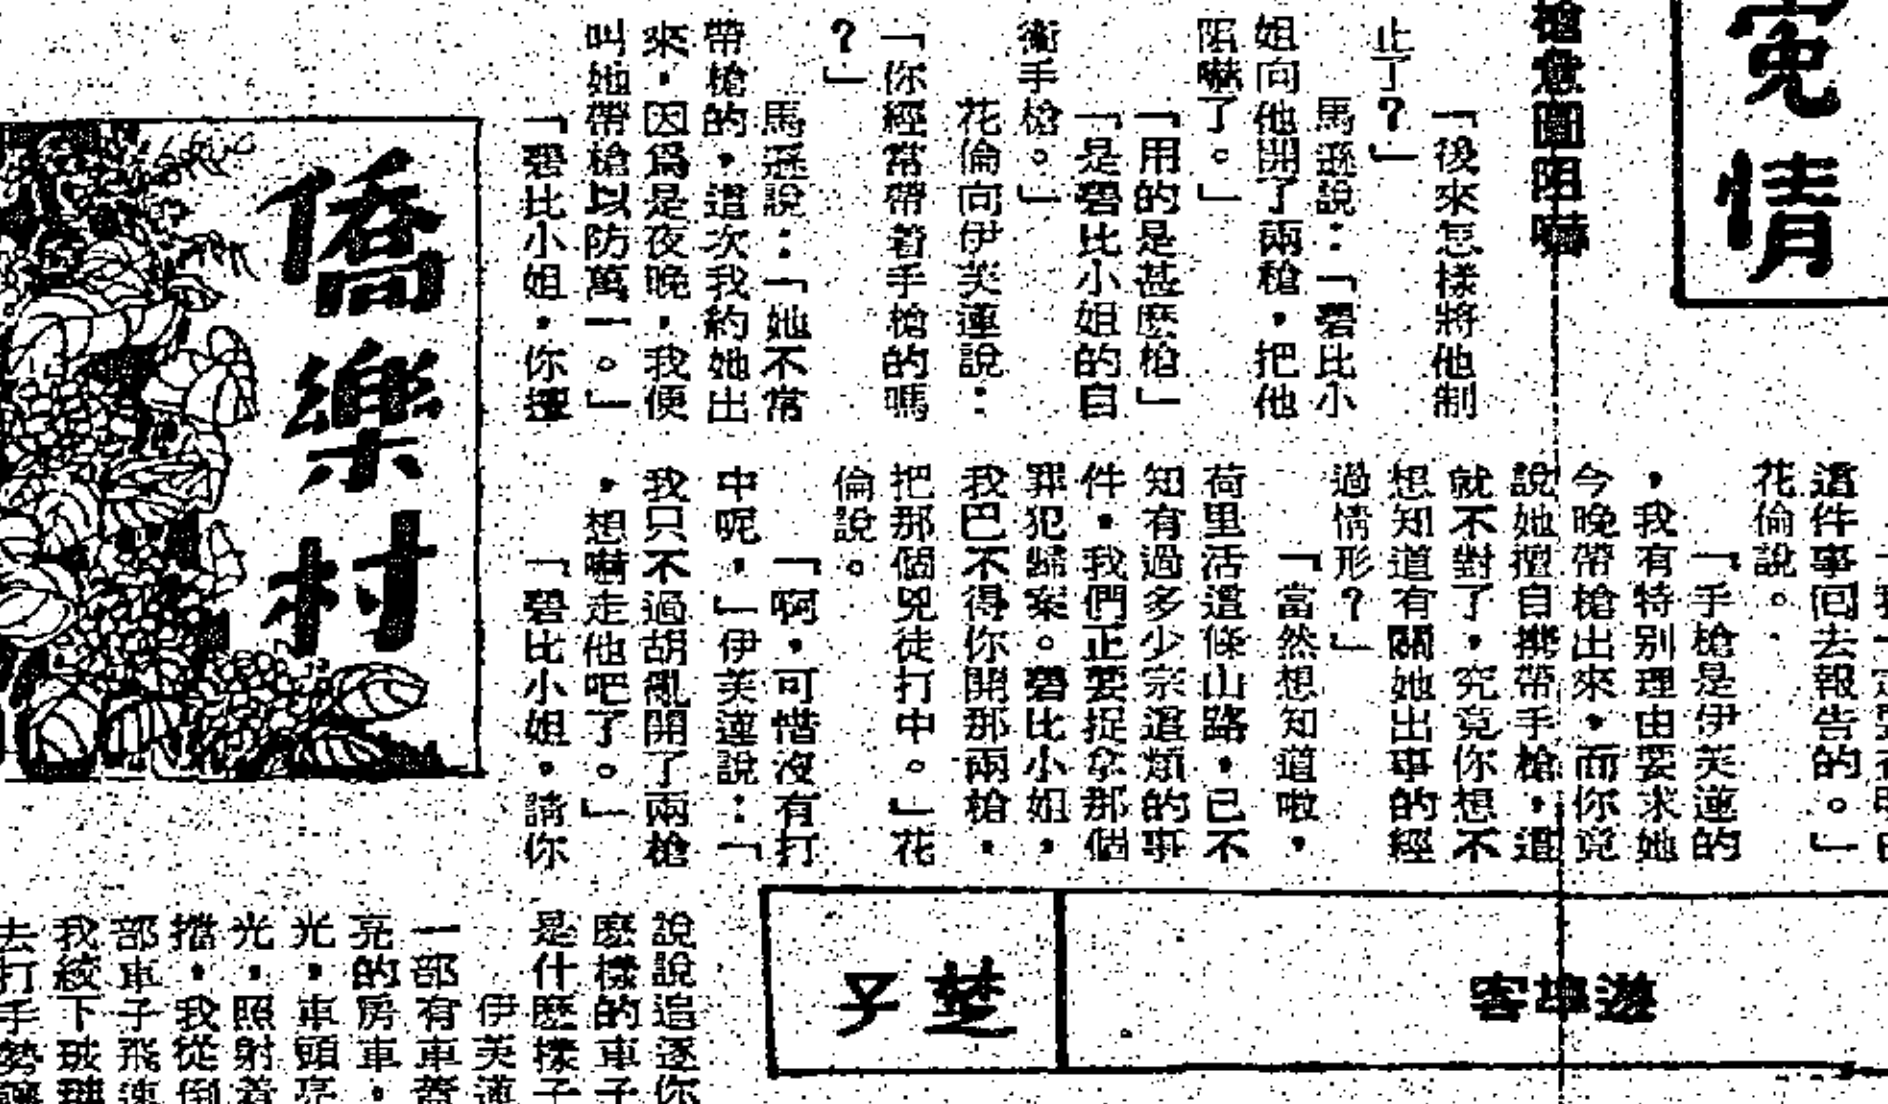 冤情
槍意圖阻嚇
「後來怎樣將他制
止了？」
馬遜說：「碧比小
姐向他開了兩槍，把他
阻嚇了。」
「用的是甚麽槍」
「是碧比小姐的自
衞手槍。」
花倫向伊芙蓮說：
「你經常帶着手槍的嗎
？」
馬遜說：「她不常
帶槍的，這次我約她出
來，因爲是夜晚，我便
叫她帶槍以防萬一。」
「碧比小姐，你
僑樂村
這件事囘去報告的。」
花倫說。
「手槍是伊芙蓮的
，我有特别理由要求她
今晚帶槍出來，而你竟
說她擅自攜帶手槍，這
就不對了，究竟你想不
想知道有關她出事的經
過情形？」
「當然想知道啦，
荷里活這條山路，已不
知有過多少宗這類的事
件，我們正要捉拿那個
罪犯歸案。碧比小姐，
我巴不得你開那兩槍，
把那個兇徒打中。」花
倫說。
「啊，可惜沒有打
中呢，」伊芙蓮說：「
我只不過胡亂開了兩槍
，想嚇走他吧了。」
「碧比小姐，請你
遊埠客
楚子
說說追逐你
麽樣的車子
是什麽樣子
伊芙蓮
一部有車蓋
亮的房車，
光，車頭亮
光，照射着
擋，我從倒
部車子飛速
我絞下玻璃
去打手勢讓